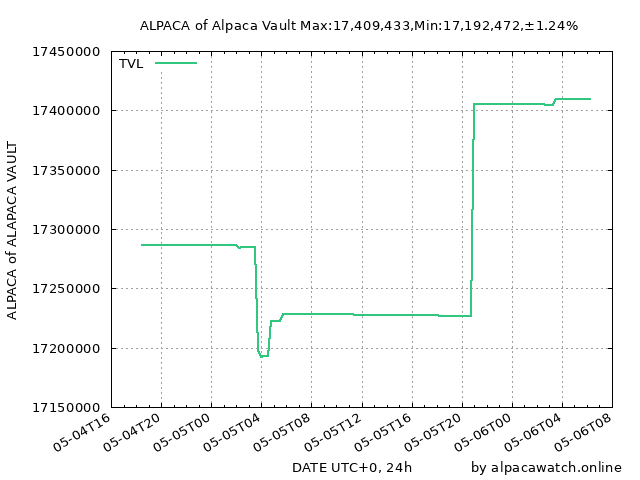 ALPACA of Alpaca Vault Max:17,409,433,Min:17,192,472,±1.24%
TVL
ALPACA of ALAPACA VAULT
17450000
17400000
17350000
17300000
17250000
17200000
17150000
05-04T16
05-04T20
05-05T00
05-05T04
05-05T08
05-05T12
05-05T16
05-05T20
05-06T00
05-06T04
05-06T08
DATE UTC+0, 24h
by alpacawatch.online